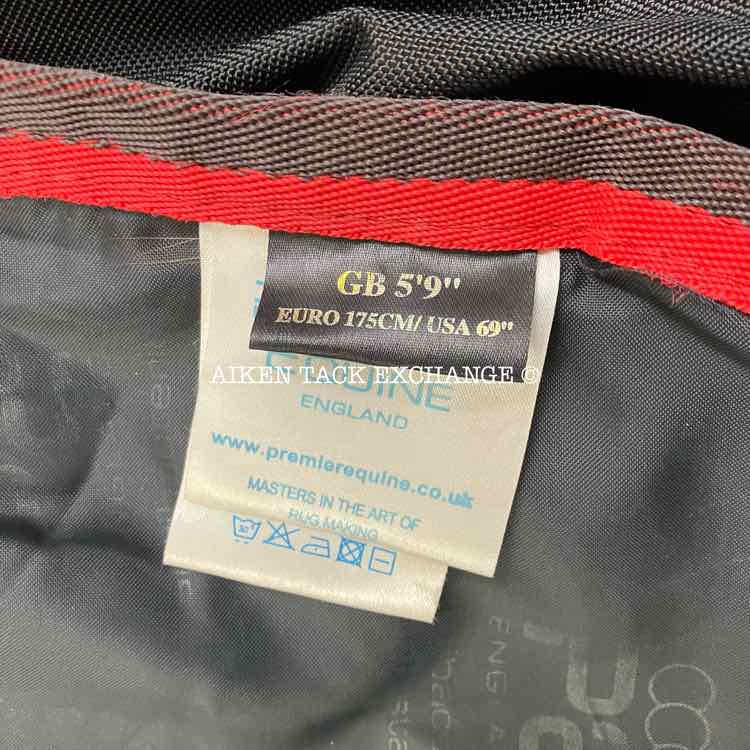 GB 5'9"
EURO 175CM/ USA 69"
AIKEN TACK EXCHANGE ©
EQUINE
ENGLAND
www.premierequine.co.uk
MASTERS IN THE ART OF
RUG MAKING
30°